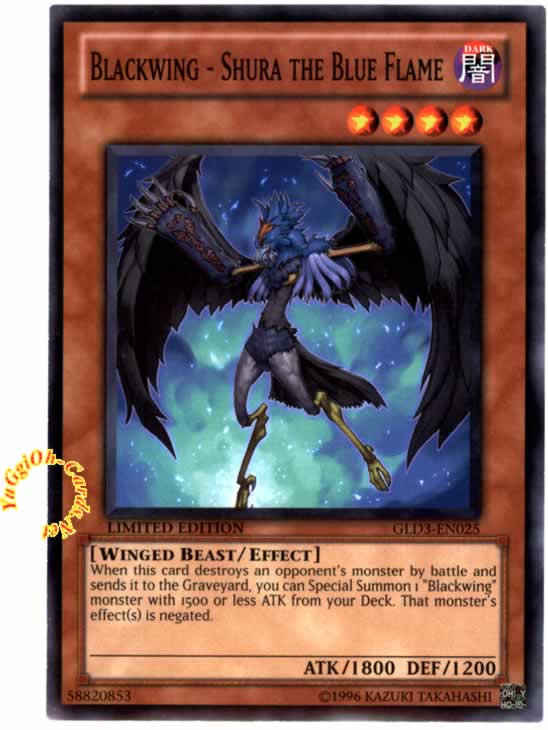 BLACKWING - SHURA THE BLUE FLAME
DARK
闇
YuGgiOh-Cards.Net
LIMITED EDITION GLD3-EN025
[WINGED BEAST/EFFECT]
When this card destroys an opponent's monster by battle and
sends it to the Graveyard, you can Special Summon 1 "Blackwing"
monster with 1500 or less ATK from your Deck. That monster's
effect(s) is negated.
ATK/1800 DEF/1200
58820853 ©1996 KAZUKI TAKAHASHI